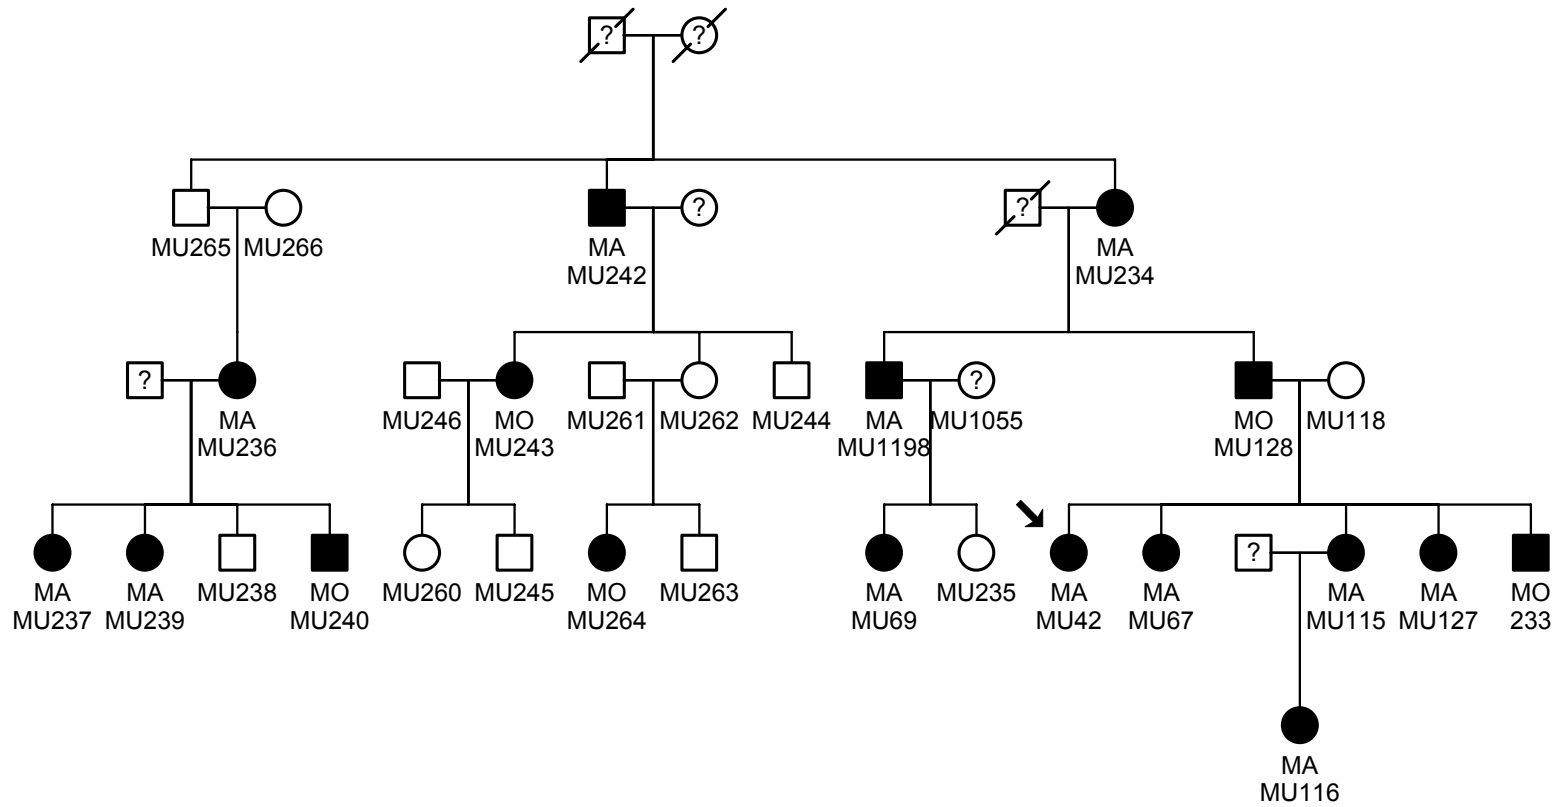 ? ?
MU265 MU266
?
?
MA MA
MU242 MU234
?
?
MA
MU236
MU246 MO
MU243
MU261 MU262 MU244
MA MU1055
MU1198
MO MU118
MU128
?
MA MA MU238 MO
MU237 MU239 MU240
MU260 MU245 MO MU263
MU264
MA MU235
MU69
MA MA MA MA MO
MU42 MU67 MU115 MU127 233
MA
MU116